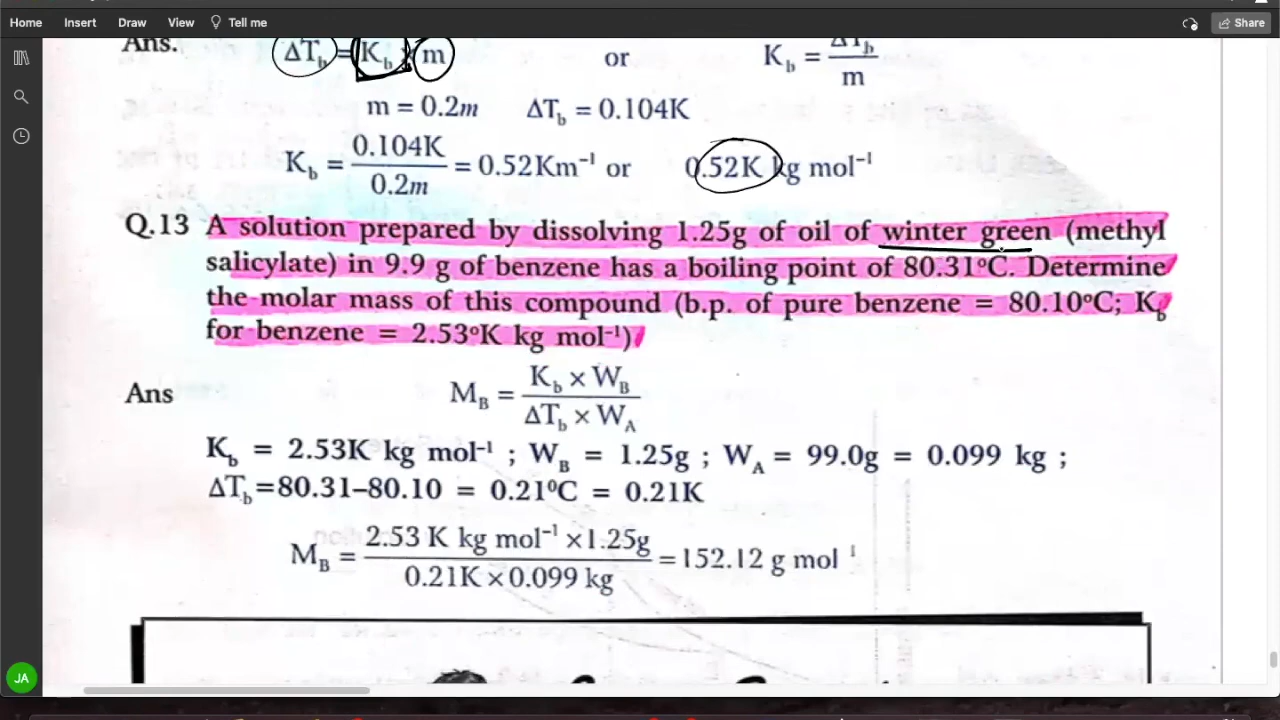 Home Insert Draw View Tell me Share
Ans. ΔT_b = K_b × m or K_b = ΔT_b / m
m = 0.2m ΔT_b = 0.104K
K_b = 0.104K / 0.2m = 0.52Km⁻¹ or 0.52K kg mol⁻¹
Q.13 A solution prepared by dissolving 1.25g of oil of winter green (methyl
salicylate) in 9.9 g of benzene has a boiling point of 80.31°C. Determine
the molar mass of this compound (b.p. of pure benzene = 80.10°C; K_b
for benzene = 2.53°K kg mol⁻¹)
Ans M_B = K_b × W_B / ΔT_b × W_A
K_b = 2.53K kg mol⁻¹ ; W_B = 1.25g ; W_A = 99.0g = 0.099 kg ;
ΔT_b=80.31–80.10 = 0.21⁰C = 0.21K
M_B = 2.53 K kg mol⁻¹ ×1.25g / 0.21K×0.099 kg = 152.12 g mol ¹
JA